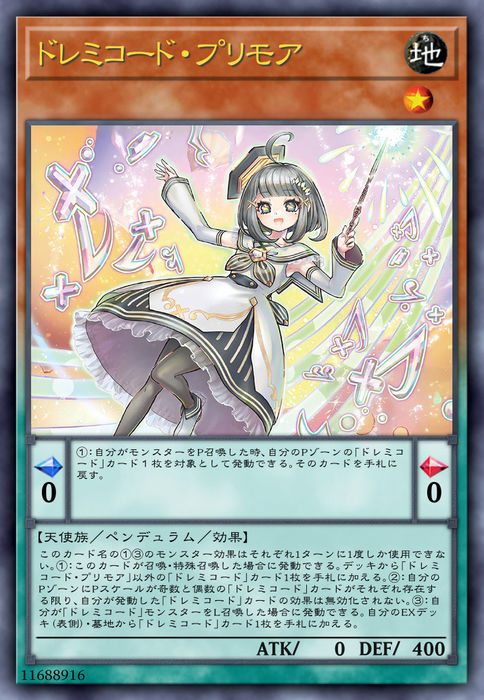 ドレミコード・プリモア
ち
地
①:自分がモンスターをP召喚した時、自分のPゾーンの「ドレミコ
ード」カード1枚を対象として発動できる。そのカードを手札に
戻す。
0
0
【天使族/ペンデュラム/効果】
このカード名の①③のモンスター効果はそれぞれ1ターンに1度しか使用できな
い。①:このカードが召喚・特殊召喚した場合に発動できる。デッキから「ドレミコ
ード・プリモア」以外の「ドレミコード」カード1枚を手札に加える。②:自分の
PゾーンにPスケールが奇数と偶数の「ドレミコード」カードがそれぞれ存在す
る限り、自分が発動した「ドレミコード」カードの効果は無効化されない。③:自
分が「ドレミコード」モンスターをL召喚した場合に発動できる。自分のEXデッ
キ(表側)・墓地から「ドレミコード」カード1枚を手札に加える。
ATK/ 0 DEF/ 400
11688916